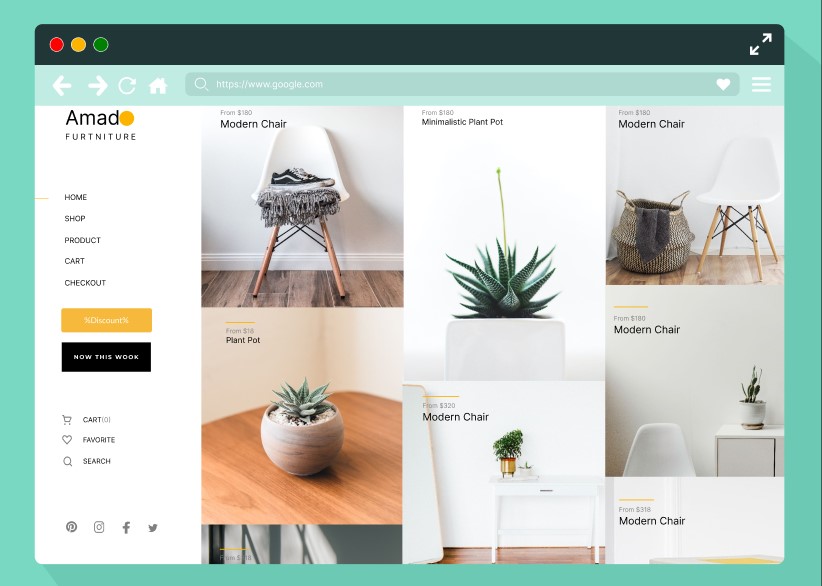 https://www.google.com
Amado
FURTNITURE
HOME
SHOP
PRODUCT
CART
CHECKOUT
%Discount%
NOW THIS WOOK
CART(0)
FAVORITE
SEARCH
From $180
Modern Chair
From $180
Minimalistic Plant Pot
From $180
Modern Chair
From $18
Plant Pot
From $320
Modern Chair
From $180
Modern Chair
From $318
Modern Chair